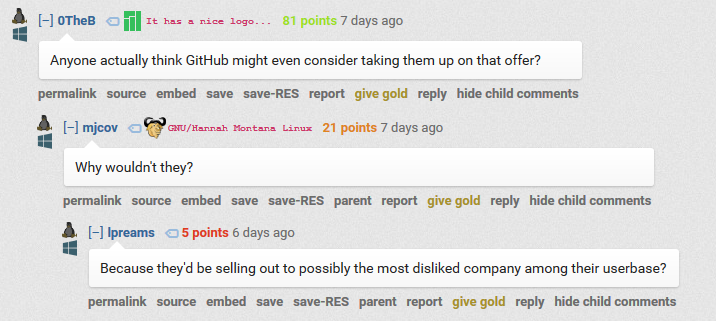 [–] 0TheB It has a nice logo... 81 points 7 days ago
Anyone actually think GitHub might even consider taking them up on that offer?
permalink source embed save save-RES report give gold reply hide child comments
[–] mjcov GNU/Hannah Montana Linux 21 points 7 days ago
Why wouldn't they?
permalink source embed save save-RES parent report give gold reply hide child comments
[–] lpreams 5 points 6 days ago
Because they'd be selling out to possibly the most disliked company among their userbase?
permalink source embed save save-RES parent report give gold reply hide child comments